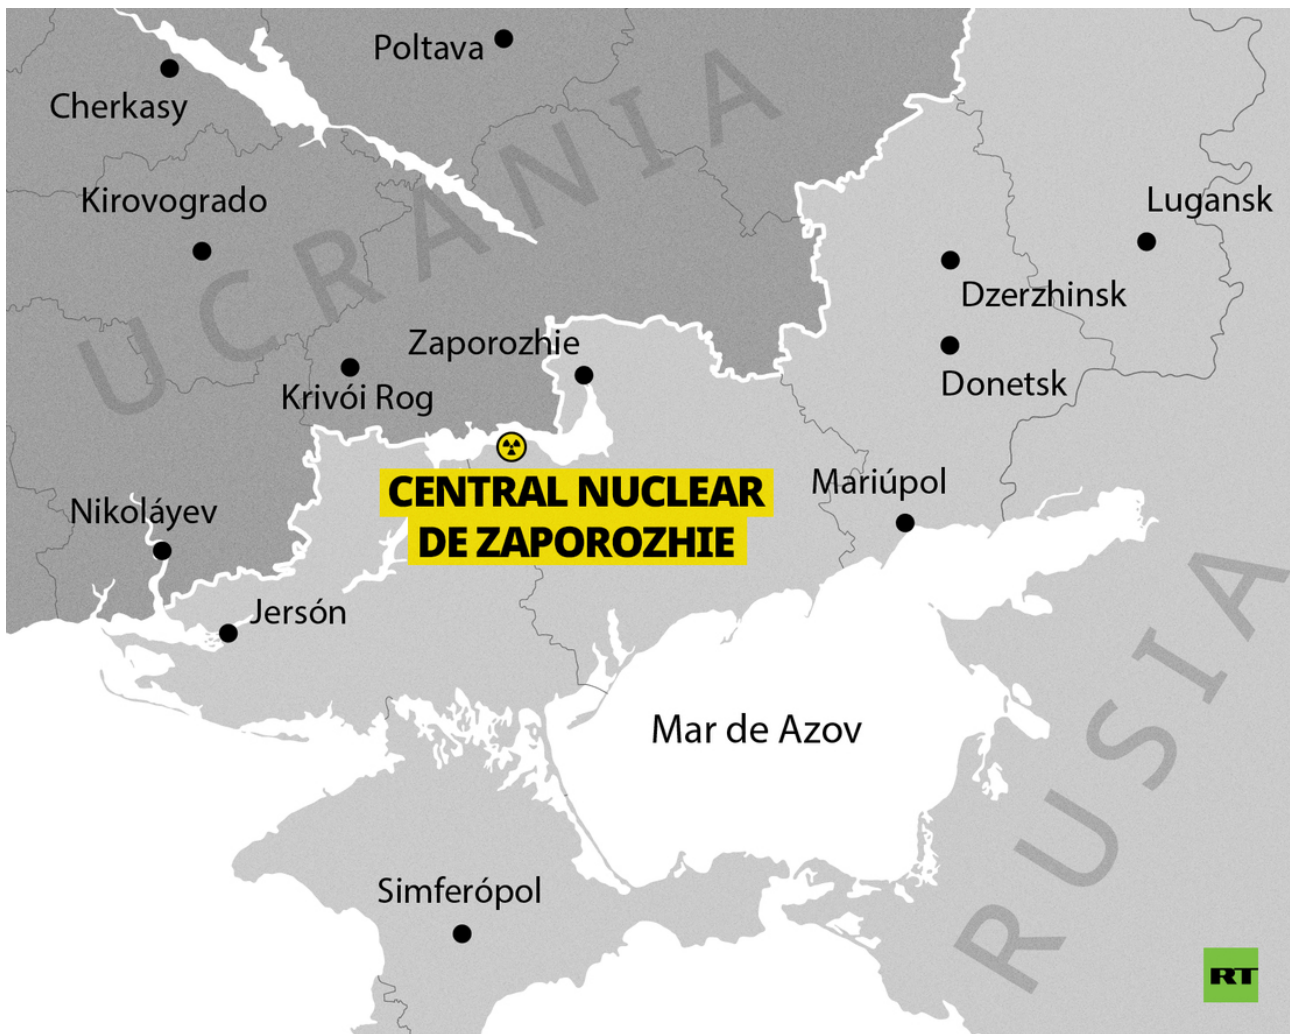 Poltava
Cherkasy
UCRANIA
Kirovogrado
Lugansk
Dzerzhinsk
Zaporozhie
Donetsk
Krivói Rog
CENTRAL NUCLEAR
DE ZAPOROZHIE
Mariúpol
Nikoláyev
Jersón
RUSIA
Mar de Azov
Simferópol
RT